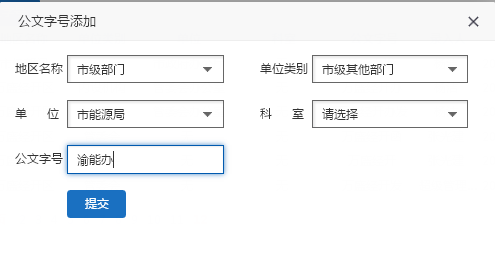 公文字号添加
地区名称 市级部门 单位类别 市级其他部门
单 位 市能源局 科 室 请选择
公文字号 渝能办
提交